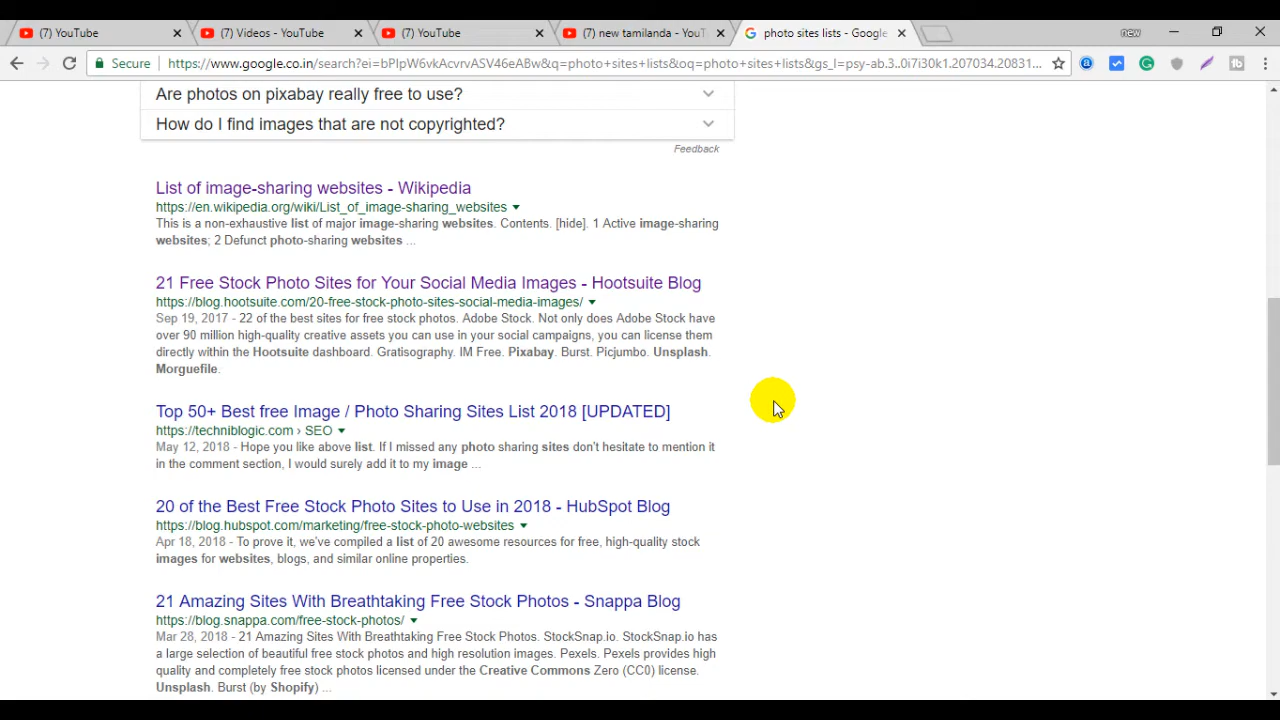 (7) YouTube
(7) Videos - YouTube
(7) YouTube
(7) new tamilanda - YouT
photo sites lists - Google
new
Secure
https://www.google.co.in/search?ei=bPIpW6vkAcvrvASV46eABw&q=photo+sites+lists&oq=photo+sites+lists&gs_l=psy-ab.3..0i7i30k1.207034.20831...
Are photos on pixabay really free to use?
How do I find images that are not copyrighted?
Feedback
List of image-sharing websites - Wikipedia
https://en.wikipedia.org/wiki/List_of_image-sharing_websites
This is a non-exhaustive list of major image-sharing websites. Contents. [hide]. 1 Active image-sharing
websites; 2 Defunct photo-sharing websites ...
21 Free Stock Photo Sites for Your Social Media Images - Hootsuite Blog
https://blog.hootsuite.com/20-free-stock-photo-sites-social-media-images/
Sep 19, 2017 - 22 of the best sites for free stock photos. Adobe Stock. Not only does Adobe Stock have
over 90 million high-quality creative assets you can use in your social campaigns, you can license them
directly within the Hootsuite dashboard. Gratisography. IM Free. Pixabay. Burst. Picjumbo. Unsplash.
Morguefile.
Top 50+ Best free Image / Photo Sharing Sites List 2018 [UPDATED]
https://techniblogic.com › SEO
May 12, 2018 - Hope you like above list. If I missed any photo sharing sites don't hesitate to mention it
in the comment section, I would surely add it to my image ...
20 of the Best Free Stock Photo Sites to Use in 2018 - HubSpot Blog
https://blog.hubspot.com/marketing/free-stock-photo-websites
Apr 18, 2018 - To prove it, we've compiled a list of 20 awesome resources for free, high-quality stock
images for websites, blogs, and similar online properties.
21 Amazing Sites With Breathtaking Free Stock Photos - Snappa Blog
https://blog.snappa.com/free-stock-photos/
Mar 28, 2018 - 21 Amazing Sites With Breathtaking Free Stock Photos. StockSnap.io. StockSnap.io has
a large selection of beautiful free stock photos and high resolution images. Pexels. Pexels provides high
quality and completely free stock photos licensed under the Creative Commons Zero (CC0) license.
Unsplash. Burst (by Shopify) ...